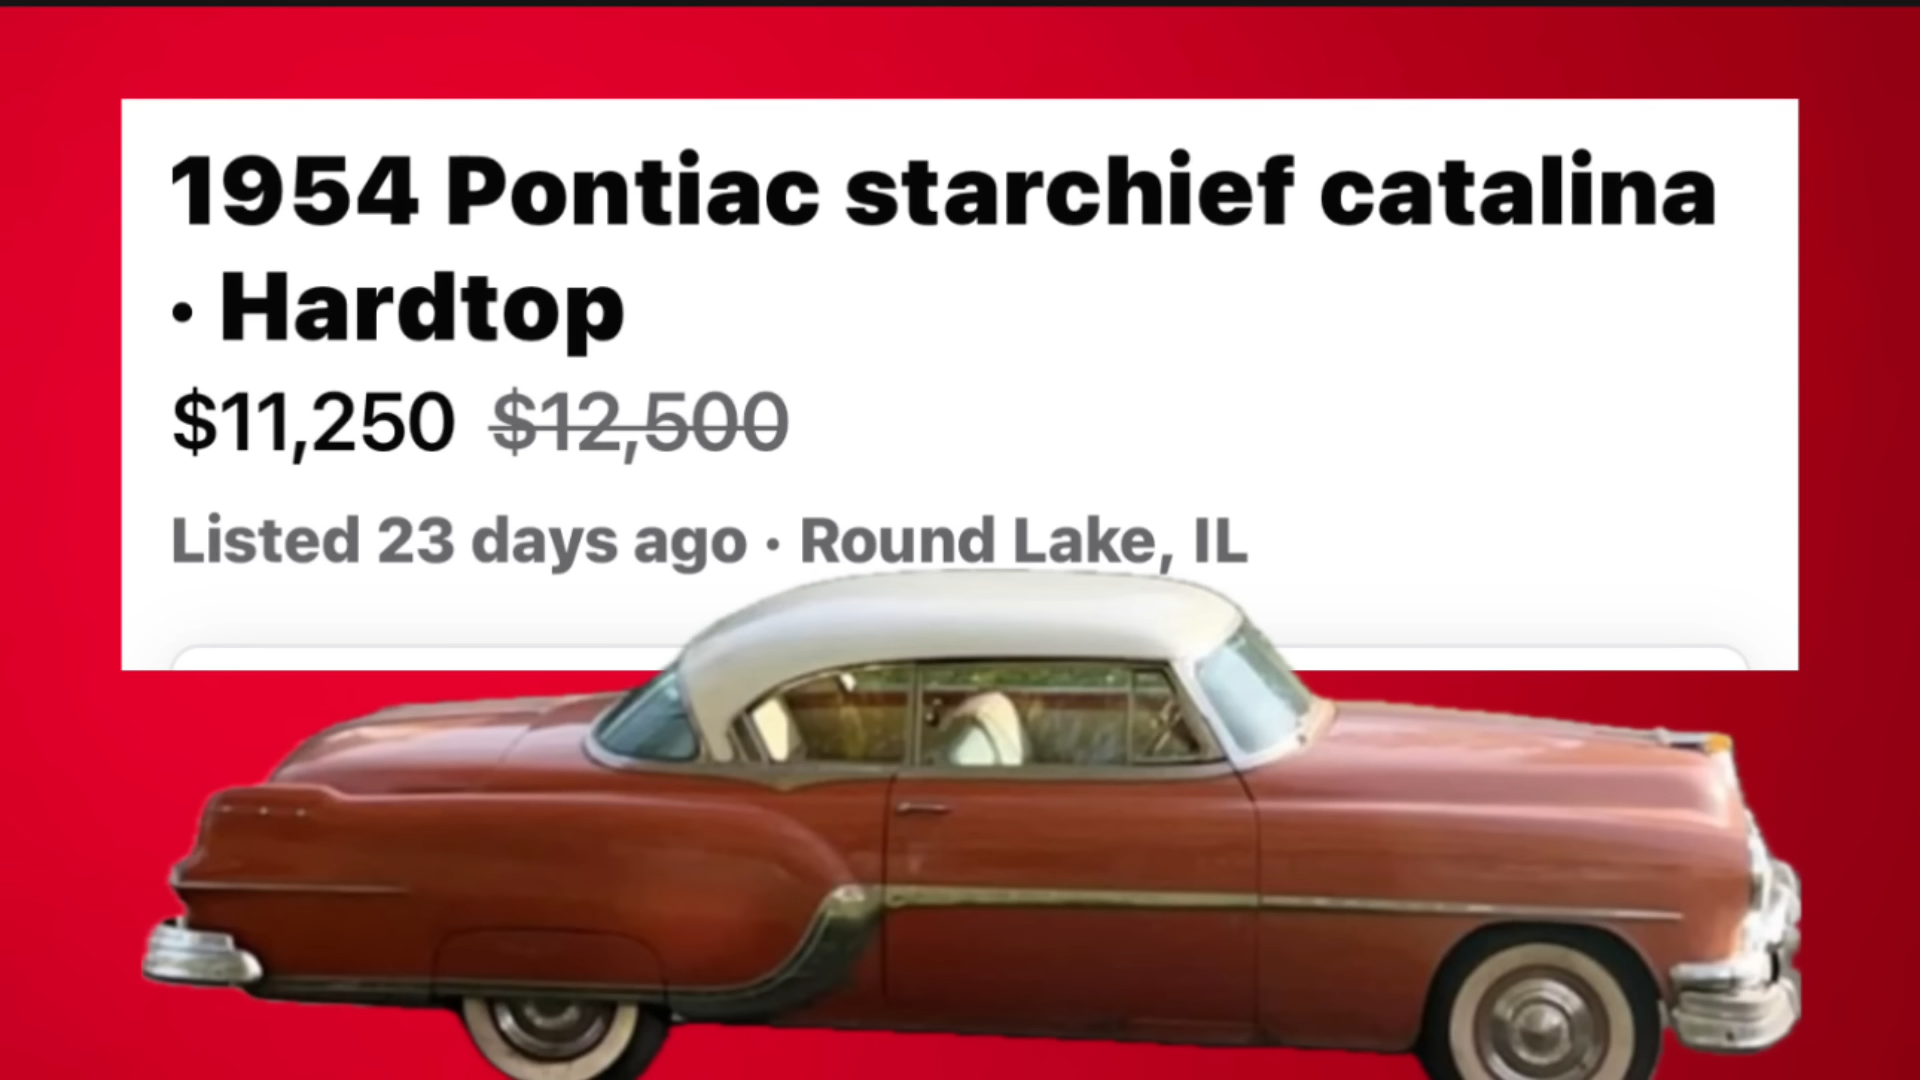 1954 Pontiac starchief catalina
· Hardtop
$11,250 $12,500
Listed 23 days ago · Round Lake, IL